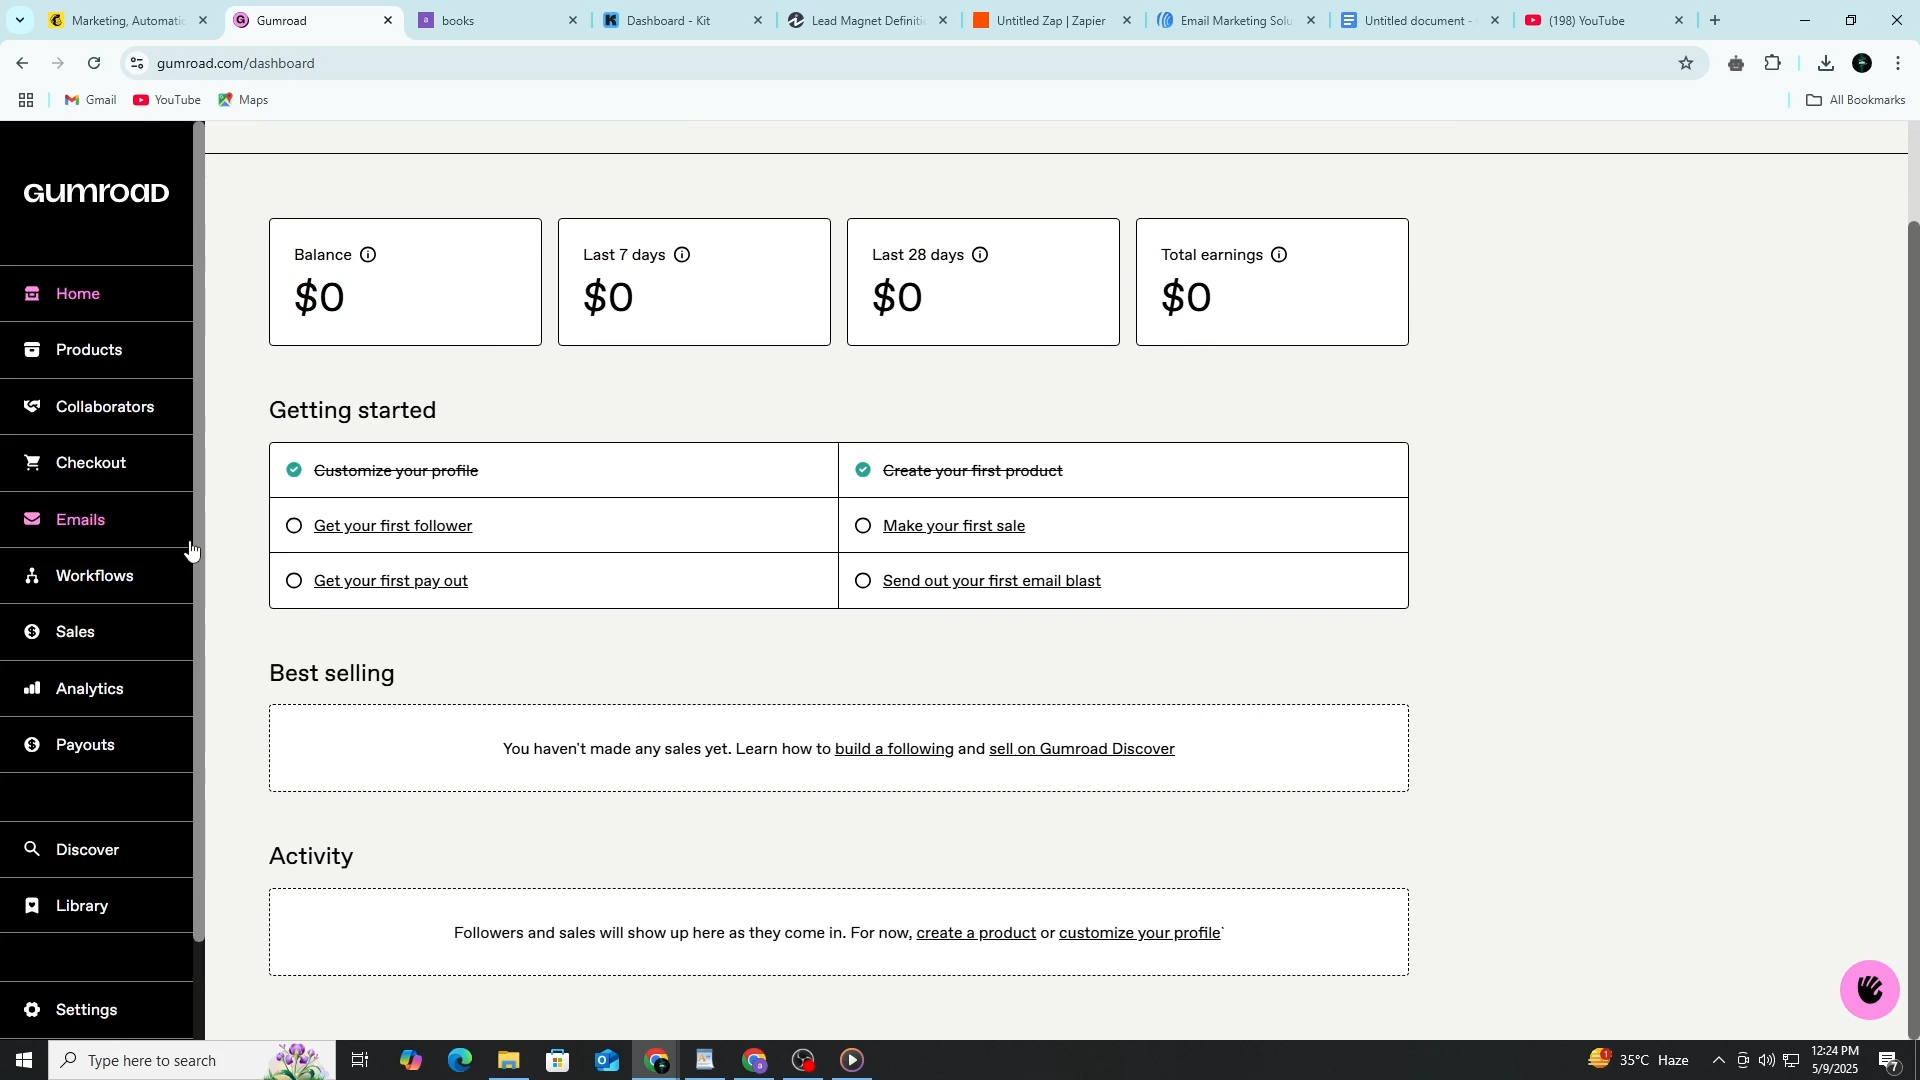 Marketing, Automatic
Gumroad
books
Dashboard - Kit
Lead Magnet Definiti
Untitled Zap | Zapier
Email Marketing Solu
Untitled document -
(198) YouTube
gumroad.com/dashboard
Gmail
YouTube
Maps
All Bookmarks
GUMROAD
Home
Products
Collaborators
Checkout
Emails
Workflows
Sales
Analytics
Payouts
Discover
Library
Settings
Balance
$0
Last 7 days
$0
Last 28 days
$0
Total earnings
$0
Getting started
Customize your profile
Create your first product
Get your first follower
Make your first sale
Get your first pay out
Send out your first email blast
Best selling
You haven't made any sales yet. Learn how to build a following and sell on Gumroad Discover
Activity
Followers and sales will show up here as they come in. For now, create a product or customize your profile`
Type here to search
1
35°C Haze
12:24 PM
5/9/2025
7